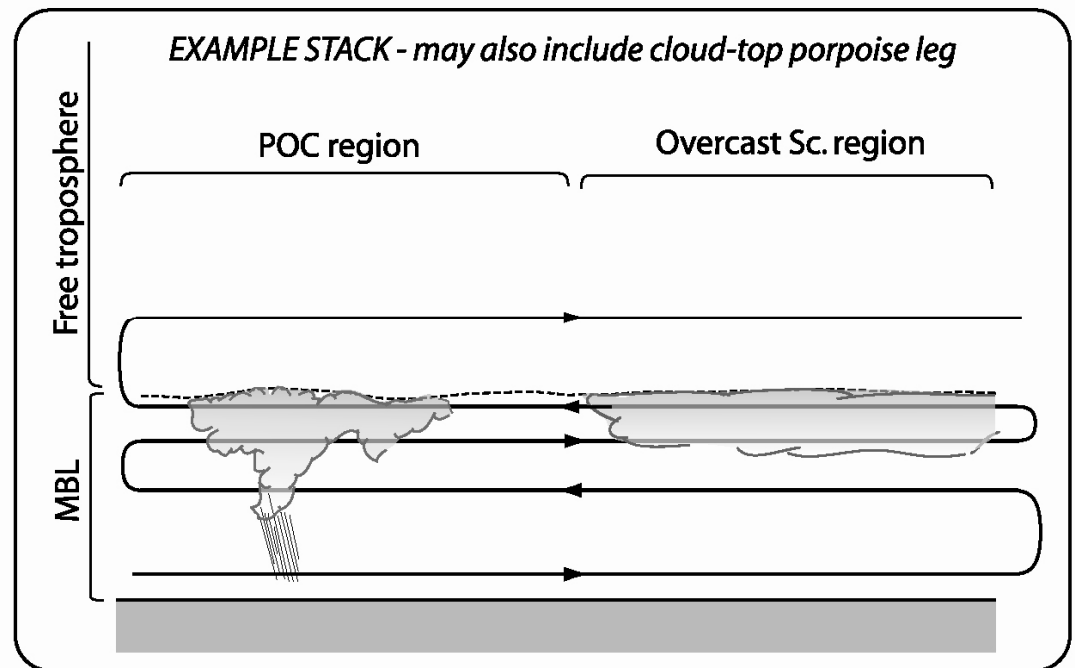 EXAMPLE STACK - may also include cloud-top porpoise leg
POC region
Overcast Sc. region
Free troposphere
MBL